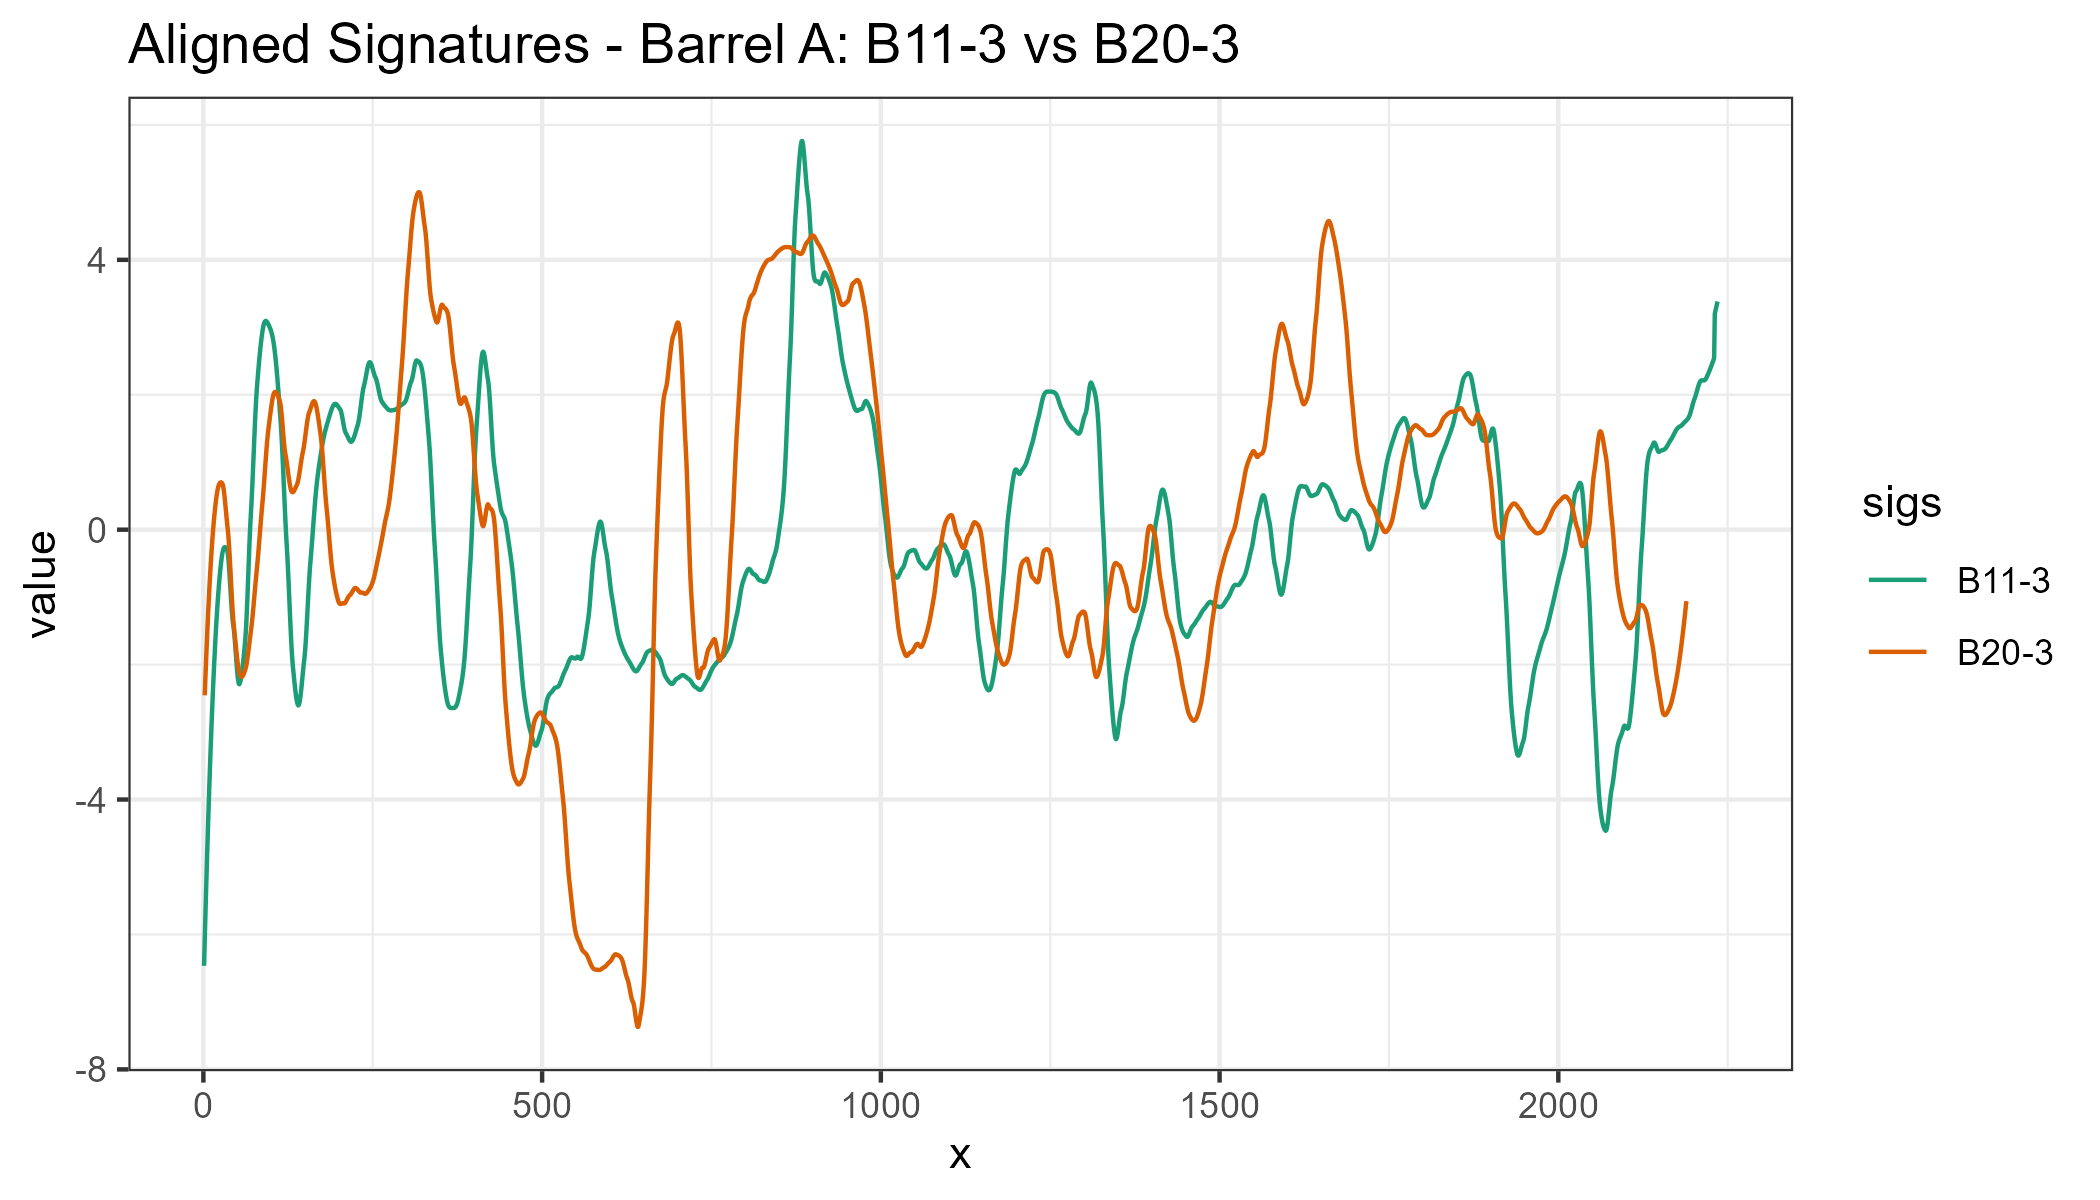 Aligned Signatures - Barrel A: B11-3 vs B20-3
value
4
0
-4
-8
0 500 1000 1500 2000
x
sigs
B11-3
B20-3